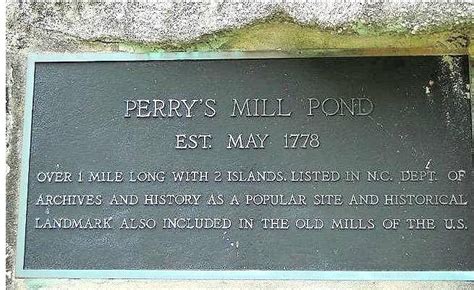 PERRY'S MILL POND
EST. MAY 1778
OVER 1 MILE LONG WITH 2 ISLANDS. LISTED IN N.C. DEPT. OF
ARCHIVES AND HISTORY AS A POPULAR SITE AND HISTORICAL
LANDMARK. ALSO INCLUDED IN THE OLD MILLS OF THE U.S.